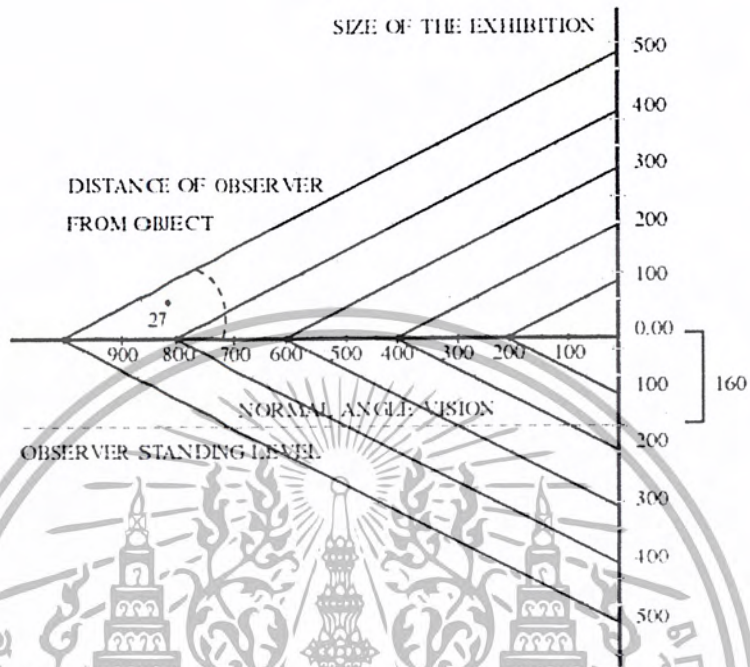 SIZE OF THE EXHIBITION
500
400
300
DISTANCE OF OBSERVER
FROM OBJECT
200
100
27°
0.00
900 800 700 600 500 400 300 200 100
100
160
NORMAL ANGLE VISION
200
OBSERVER STANDING LEVEL
300
400
500